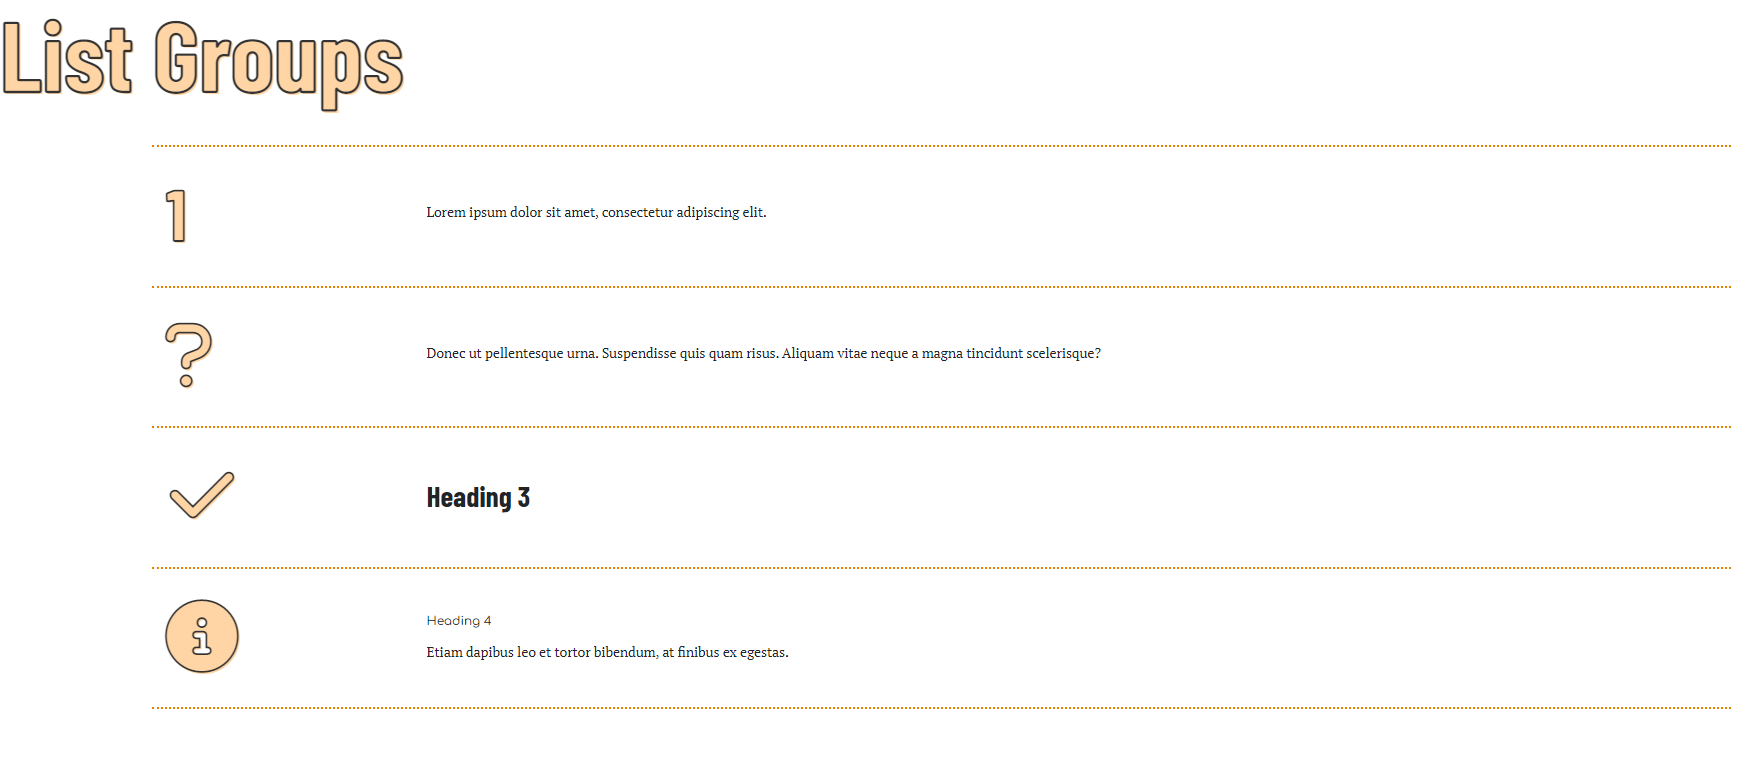 List Groups
1
Lorem ipsum dolor sit amet, consectetur adipiscing elit.
?
Donec ut pellentesque urna. Suspendisse quis quam risus. Aliquam vitae neque a magna tincidunt scelerisque?
Heading 3
i
Heading 4
Etiam dapibus leo et tortor bibendum, at finibus ex egestas.